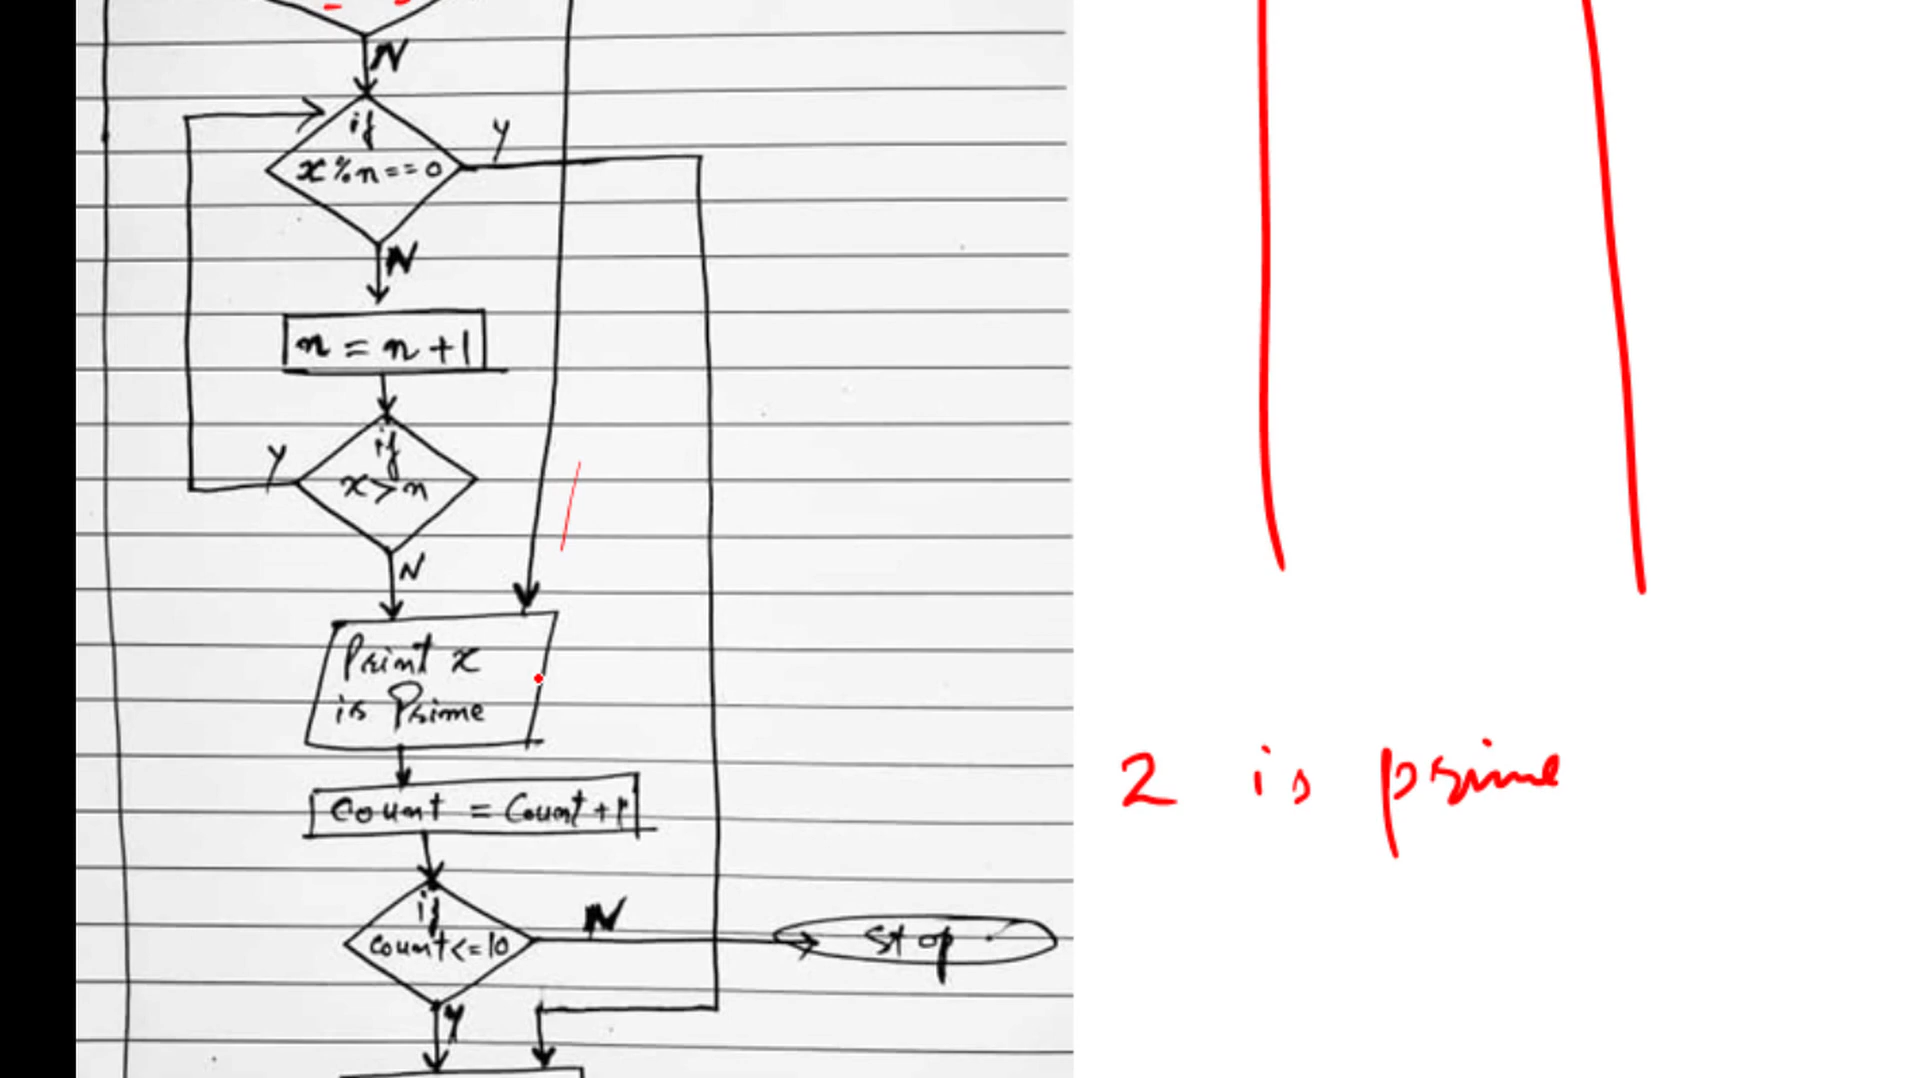 N
if
x%n==0
Y
N
n = n+1
if
x>n
Y
N
Print x
is Prime
Count = Count+1
if
count<=10
N
Stop
Y
2 is prime